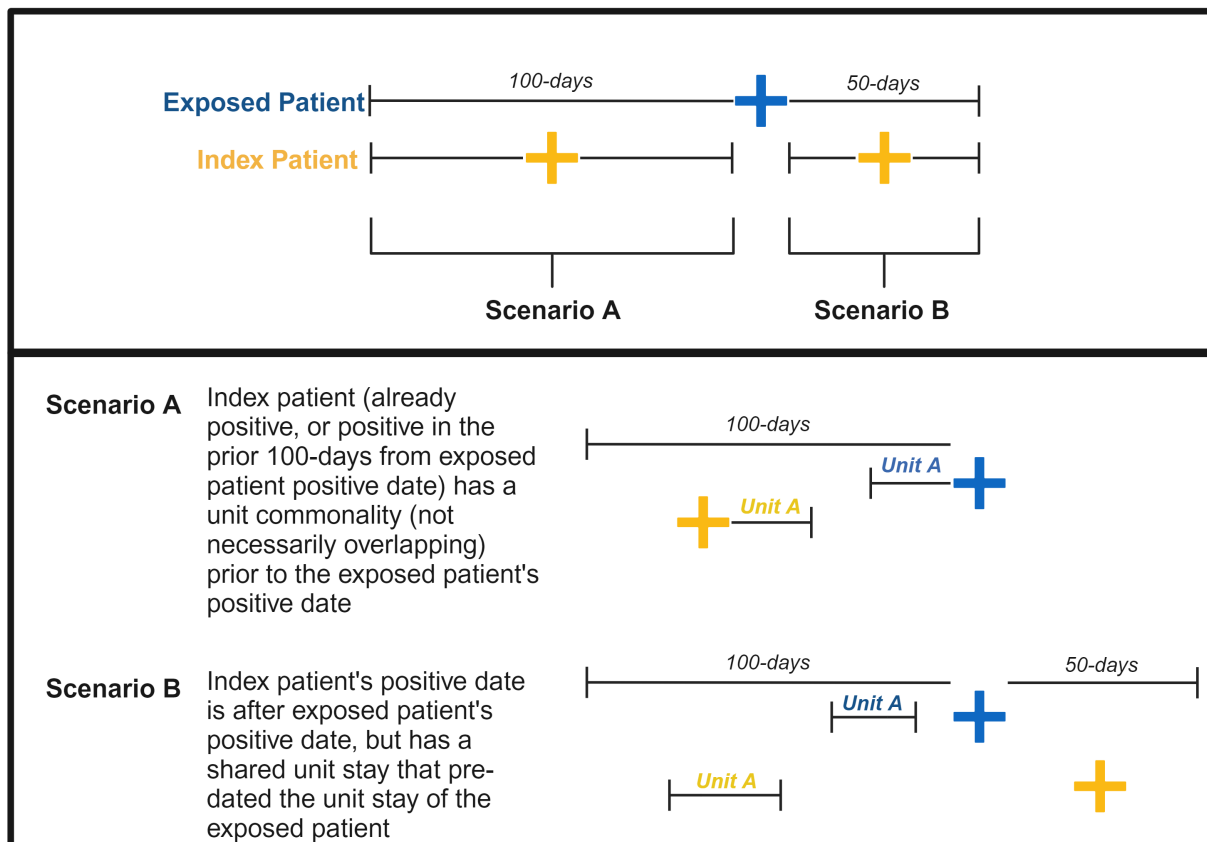 100-days
50-days
Exposed Patient
Index Patient
Scenario A
Scenario B
Scenario A
Index patient (already
positive, or positive in the
prior 100-days from exposed
patient positive date) has a
unit commonality (not
necessarily overlapping)
prior to the exposed patient's
positive date
100-days
Unit A
Unit A
Scenario B
Index patient's positive date
is after exposed patient's
positive date, but has a
shared unit stay that pre-
dated the unit stay of the
exposed patient
100-days
50-days
Unit A
Unit A